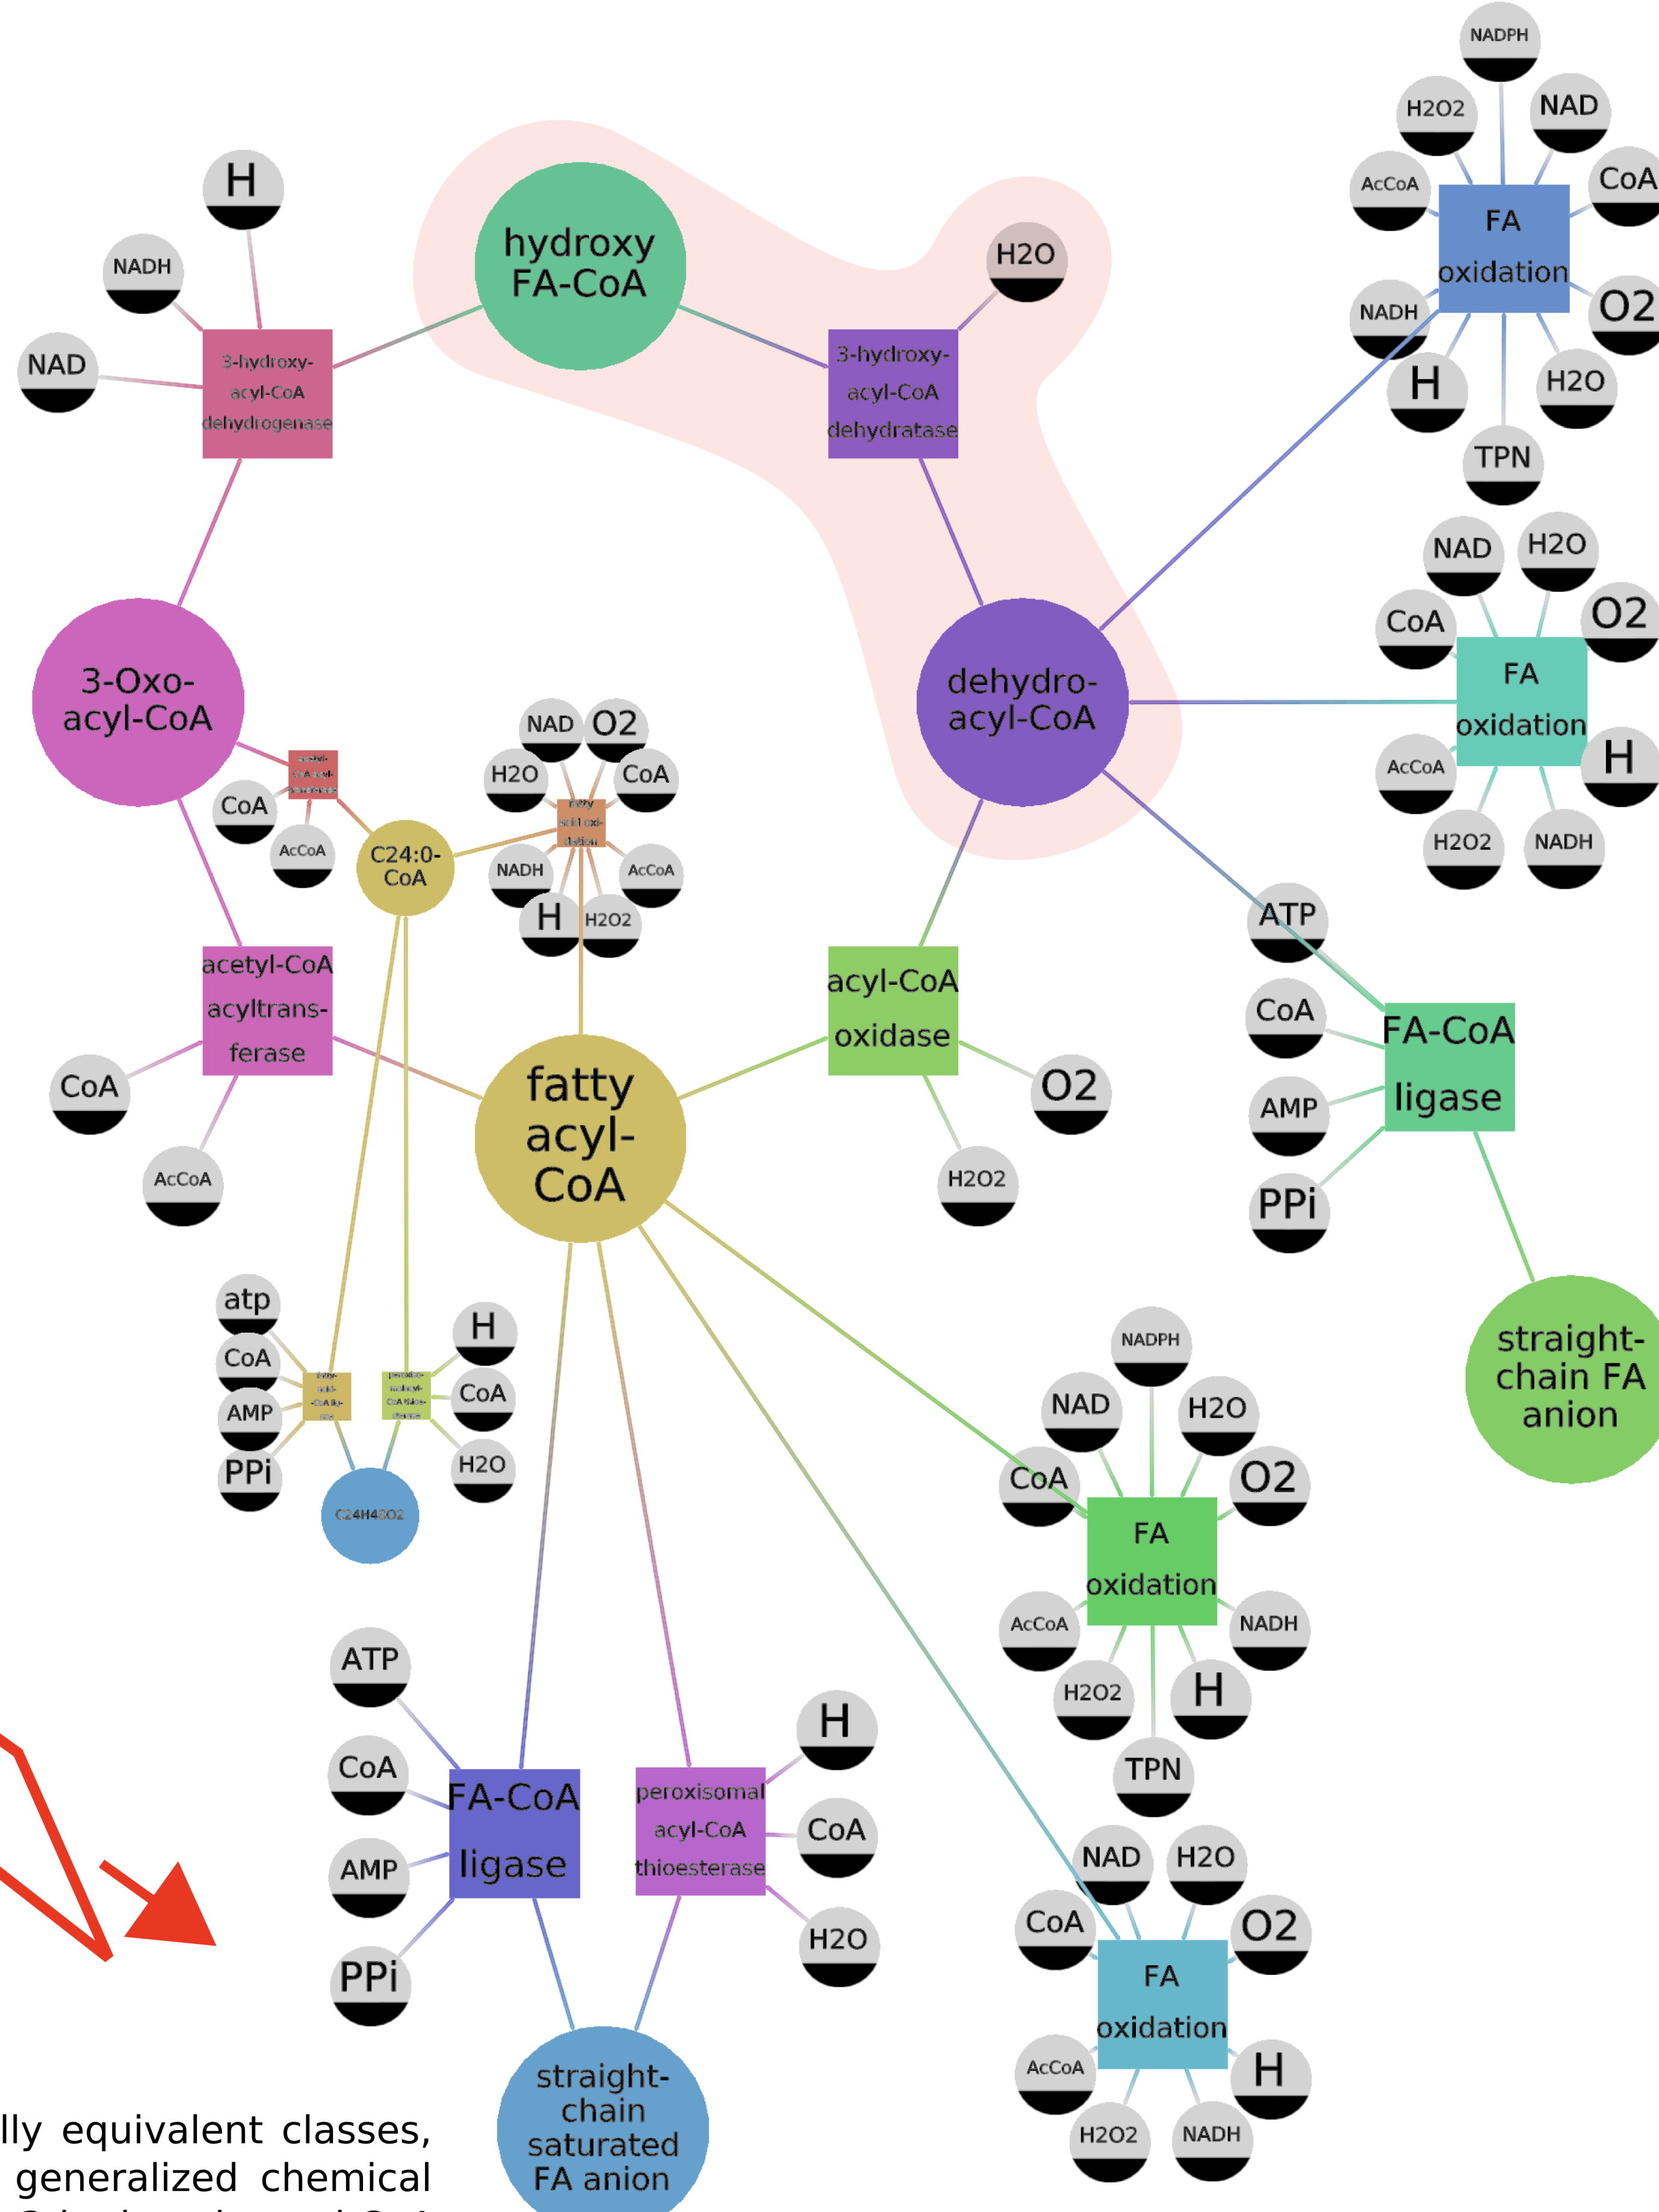 NADPH
H2O2
NAD
AcCoA
CoA
FA
oxidation
NADH
O2
H
H2O
TPN
H
NADH
NAD
3-hydroxy-
acyl-CoA
dehydrogenase
hydroxy
FA-CoA
H2O
3-hydroxy-
acyl-CoA
dehydratase
NAD
H2O
CoA
O2
FA
oxidation
AcCoA
H
H2O2
NADH
3-Oxo-
acyl-CoA
dehydro-
acyl-CoA
CoA
AcCoA
C24:0-
CoA
NAD
O2
H2O
CoA
fatty
acid oxi-
dation
NADH
AcCoA
H
H2O2
acetyl-CoA
acyltrans-
ferase
CoA
AcCoA
fatty
acyl-
CoA
acyl-CoA
oxidase
O2
H2O2
ATP
CoA
AMP
PPi
FA-CoA
ligase
straight-
chain FA
anion
atp
CoA
AMP
PPi
H
CoA
H2O
C24H48O2
NADPH
NAD
H2O
CoA
O2
FA
oxidation
AcCoA
NADH
H2O2
H
TPN
ATP
CoA
AMP
PPi
FA-CoA
ligase
peroxisomal
acyl-CoA
thioesterase
H
CoA
H2O
NAD
H2O
CoA
O2
FA
oxidation
AcCoA
H
H2O2
NADH
straight-
chain
saturated
FA anion
lly equivalent classes,
generalized chemical